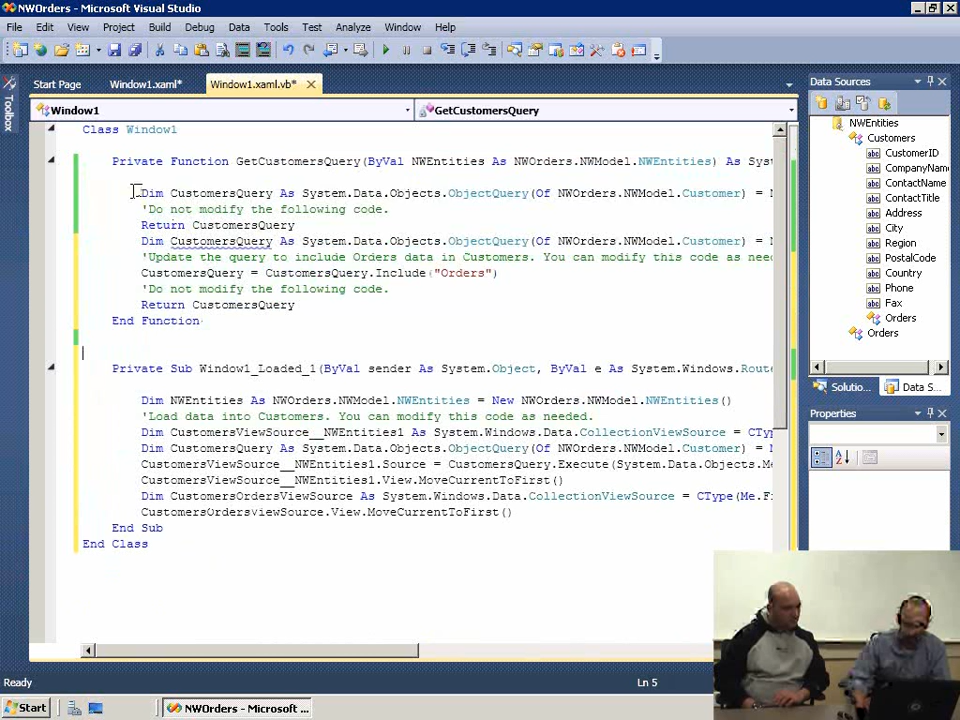 NWOrders - Microsoft Visual Studio
File Edit View Project Build Debug Data Tools Test Analyze Window Help
Start Page Window1.xaml* Window1.xaml.vb*
Toolbox
Window1 GetCustomersQuery
Class Window1
Private Function GetCustomersQuery(ByVal NWEntities As NWOrders.NWModel.NWEntities) As Sys
Dim CustomersQuery As System.Data.Objects.ObjectQuery(Of NWOrders.NWModel.Customer) = N
'Do not modify the following code.
Return CustomersQuery
Dim CustomersQuery As System.Data.Objects.ObjectQuery(Of NWOrders.NWModel.Customer) = N
'Update the query to include Orders data in Customers. You can modify this code as nee
CustomersQuery = CustomersQuery.Include("Orders")
'Do not modify the following code.
Return CustomersQuery
End Function
Private Sub Window1_Loaded_1(ByVal sender As System.Object, ByVal e As System.Windows.Route
Dim NWEntities As NWOrders.NWModel.NWEntities = New NWOrders.NWModel.NWEntities()
'Load data into Customers. You can modify this code as needed.
Dim CustomersViewSource__NWEntities1 As System.Windows.Data.CollectionViewSource = CTyp
Dim CustomersQuery As System.Data.Objects.ObjectQuery(Of NWOrders.NWModel.Customer) = N
CustomersViewSource__NWEntities1.Source = CustomersQuery.Execute(System.Data.Objects.Me
CustomersViewSource__NWEntities1.View.MoveCurrentToFirst()
Dim CustomersOrdersViewSource As System.Windows.Data.CollectionViewSource = CType(Me.Fi
CustomersOrdersViewSource.View.MoveCurrentToFirst()
End Sub
End Class
Data Sources
NWEntities
Customers
CustomerID
CompanyName
ContactName
ContactTitle
Address
City
Region
PostalCode
Country
Phone
Fax
Orders
Orders
Solutio... Data S...
Properties
Ready Ln 5
Start NWOrders - Microsoft ...